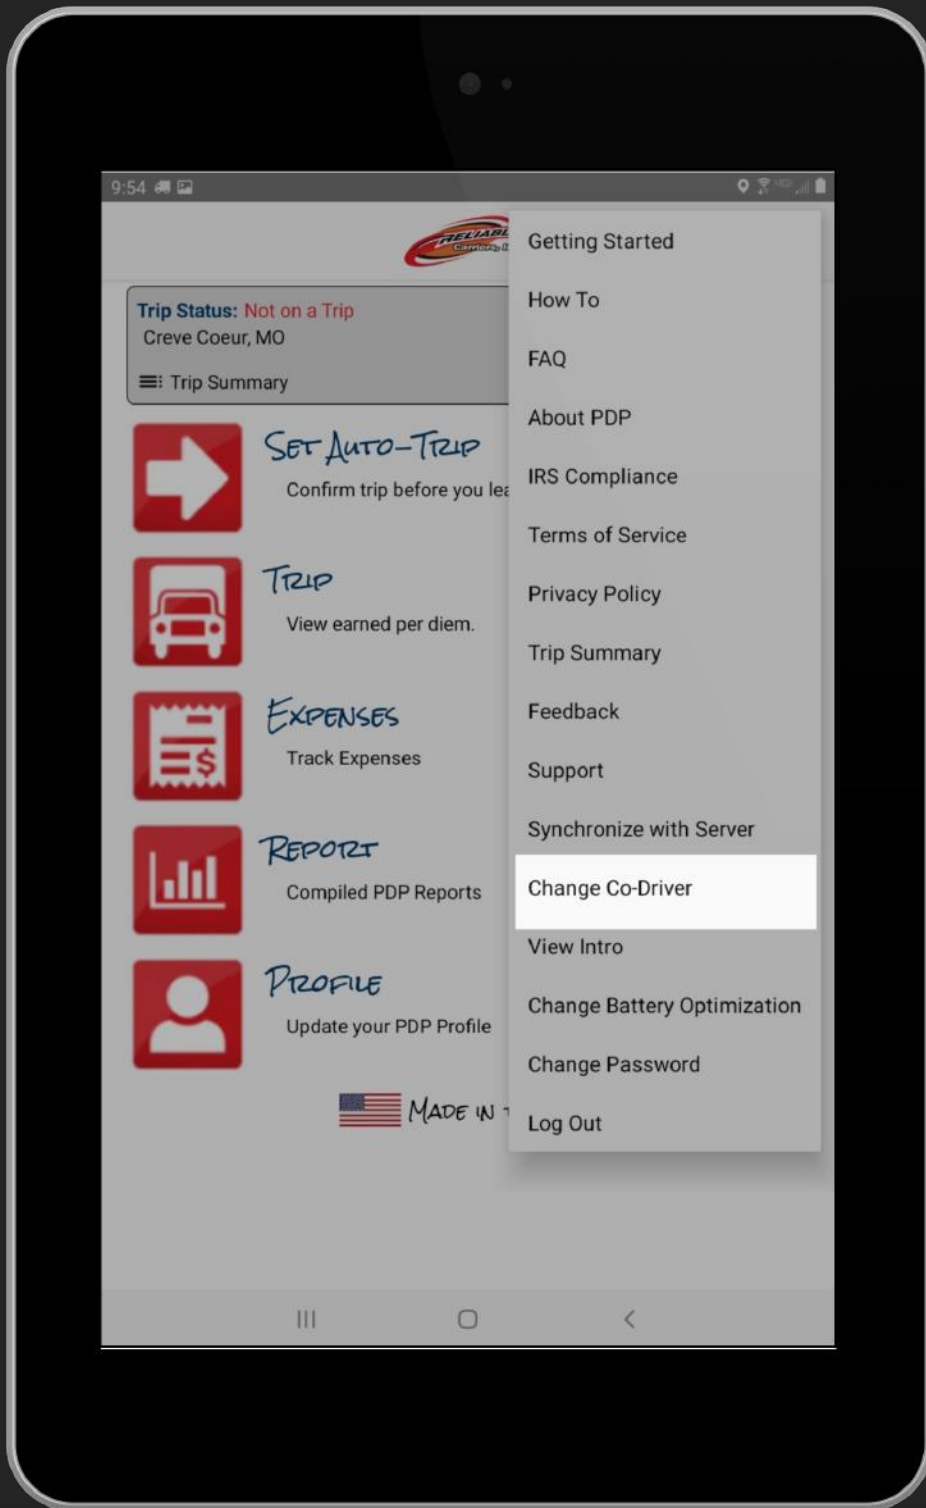 9:54
RELIABL
Carriers, I
Trip Status: Not on a Trip
Creve Coeur, MO
Trip Summary
SET AUTO-TRIP
Confirm trip before you lea
TRIP
View earned per diem.
EXPENSES
Track Expenses
REPORT
Compiled PDP Reports
PROFILE
Update your PDP Profile
MADE IN
Getting Started
How To
FAQ
About PDP
IRS Compliance
Terms of Service
Privacy Policy
Trip Summary
Feedback
Support
Synchronize with Server
Change Co-Driver
View Intro
Change Battery Optimization
Change Password
Log Out